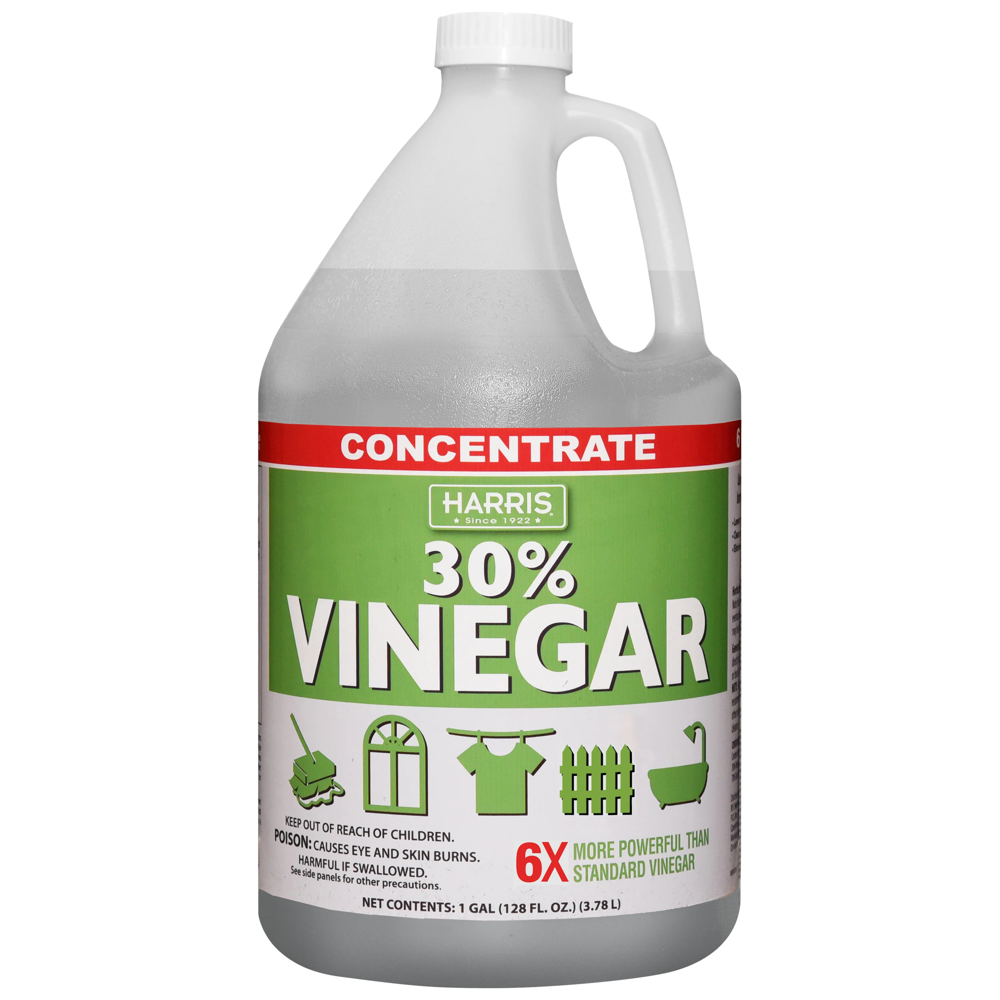 CONCENTRATE
6
HARRIS®
★ Since 1922 ★
30%
VINEGAR
KEEP OUT OF REACH OF CHILDREN.
POISON: CAUSES EYE AND SKIN BURNS.
HARMFUL IF SWALLOWED.
See side panels for other precautions.
6X MORE POWERFUL THAN
STANDARD VINEGAR
NET CONTENTS: 1 GAL (128 FL. OZ.) (3.78 L)